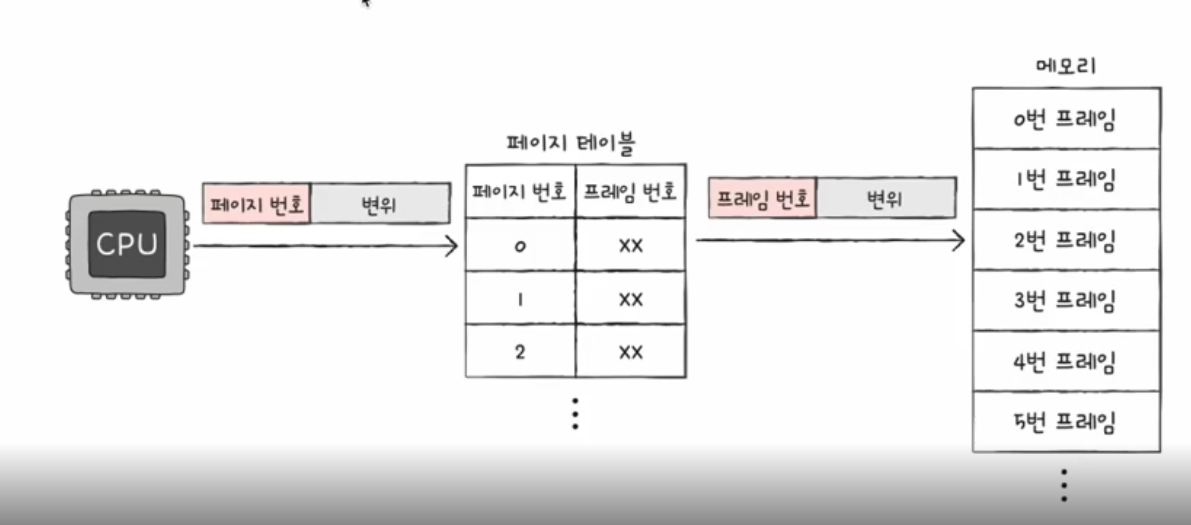 메모리
0번 프레임
1번 프레임
2번 프레임
3번 프레임
4번 프레임
5번 프레임
페이지 테이블
페이지 번호 프레임 번호
0 XX
1 XX
2 XX
CPU
페이지 번호 변위
프레임 번호 변위